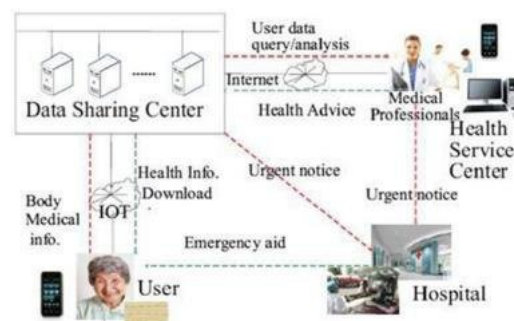 User data
query/analysis
......
Internet
Data Sharing Center
Health Advice
Medical
Professionals
Health
Service
Center
Health Info.
Download
Urgent notice
Urgent notice
IOT
Body
Medical
info.
Emergency aid
User
Hospital